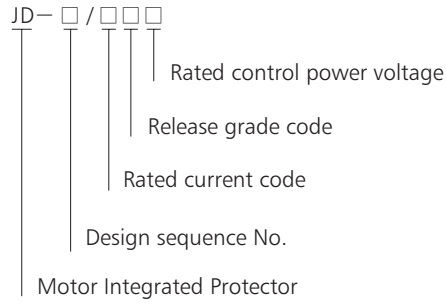 JD－□/□□□
Rated control power voltage
Release grade code
Rated current code
Design sequence No.
Motor Integrated Protector